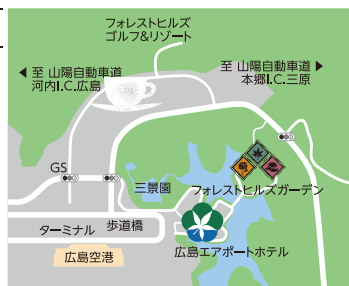 フォレストヒルズ
ゴルフ&リゾート
◀ 至 山陽自動車道
河内I.C.広島
至 山陽自動車道 ▶
本郷I.C.三原
GS
三景園
フォレストヒルズガーデン
ターミナル
歩道橋
広島エアポートホテル
広島空港